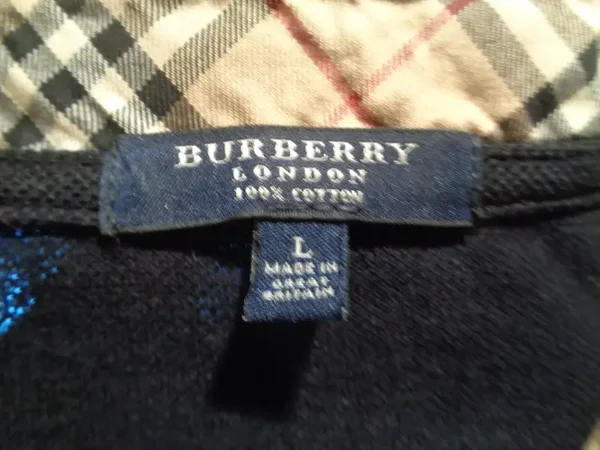 BURBERRY
LONDON
100% COTTON
L
MADE IN
GREAT
BRITAIN